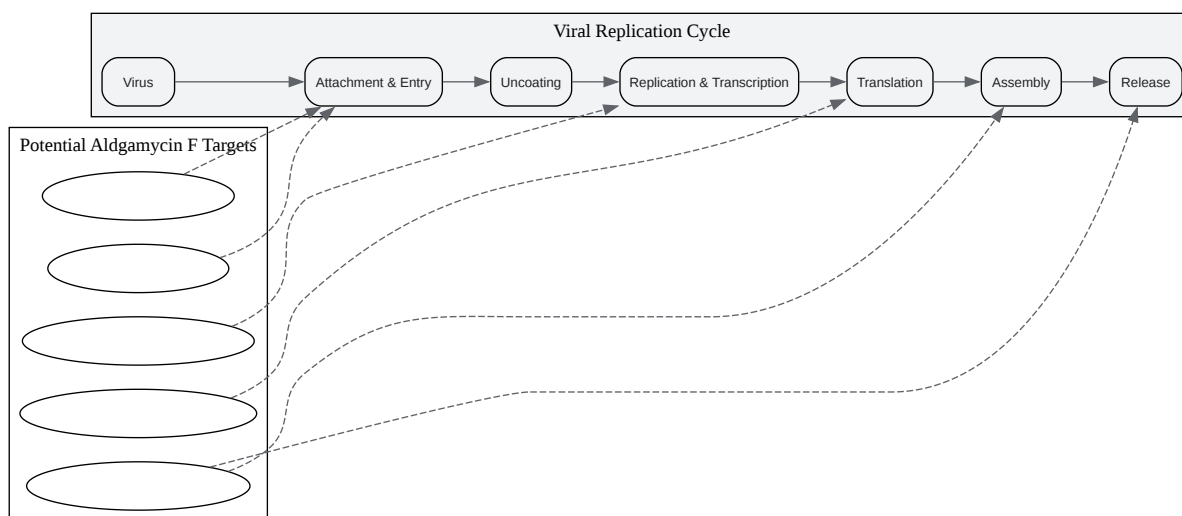 Viral Replication Cycle
Virus
Attachment & Entry
Uncoating
Replication & Transcription
Translation
Assembly
Release
Potential Aldgamycin F Targets